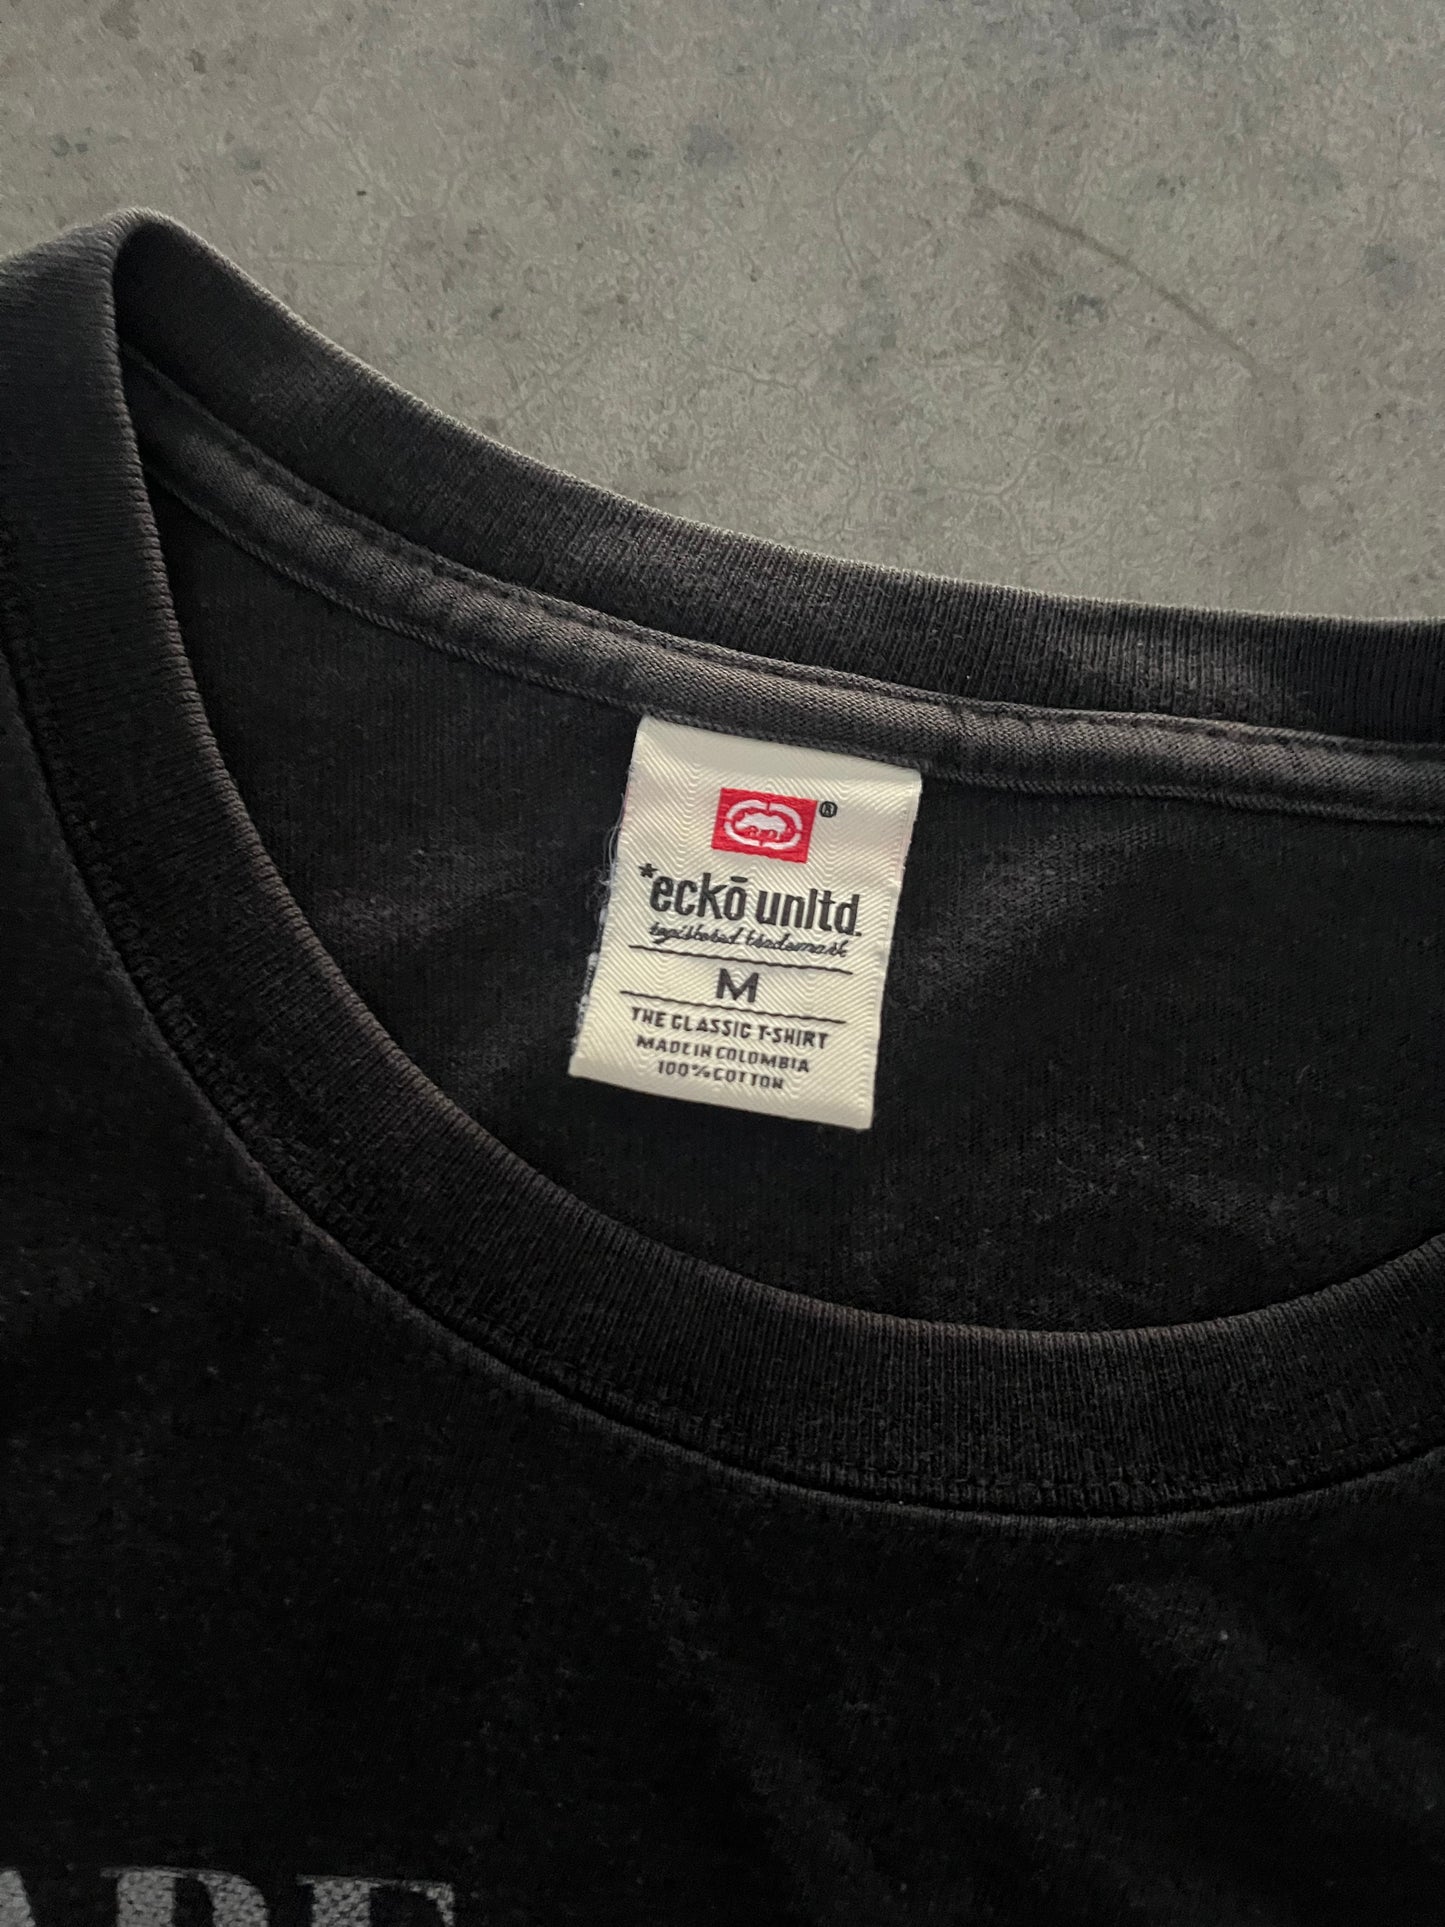 ®
*eckō unltd.
registered trademark
M
THE CLASSIC T-SHIRT
MADE IN COLOMBIA
100% COTTON